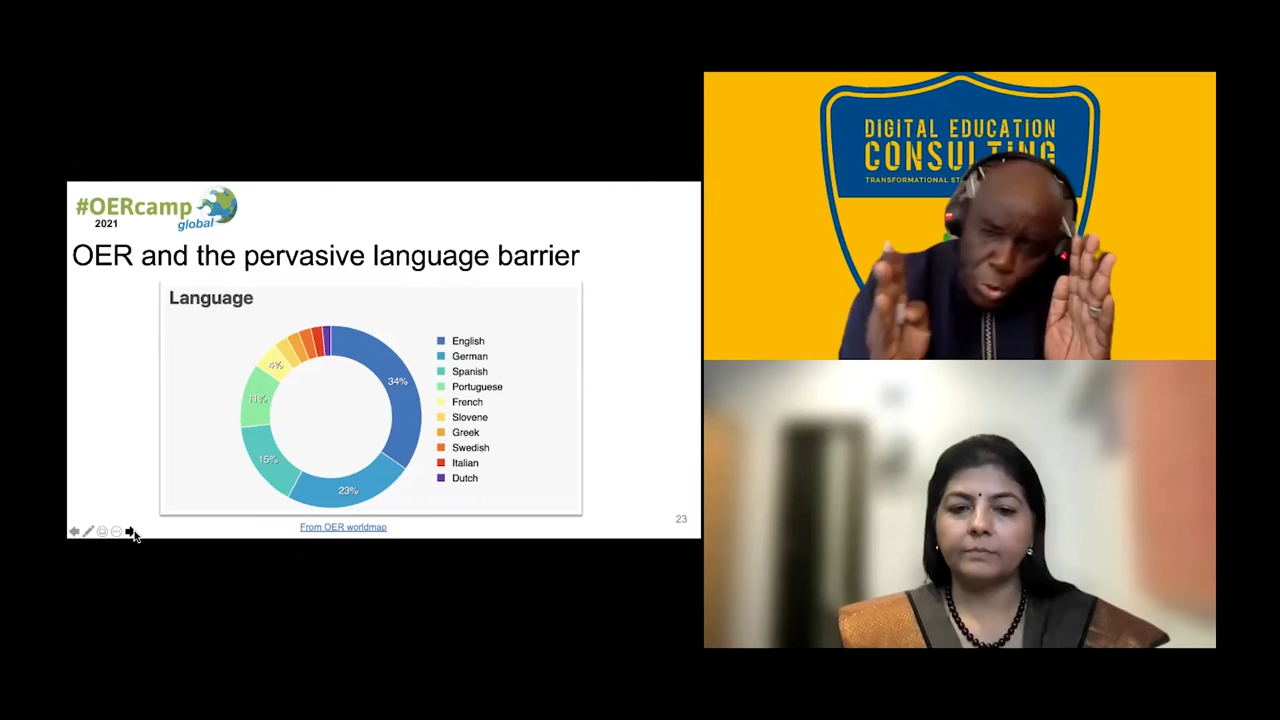 #OERcamp
2021
global
OER and the pervasive language barrier
Language
34%
23%
15%
11%
4%
English
German
Spanish
Portuguese
French
Slovene
Greek
Swedish
Italian
Dutch
From OER worldmap
23
DIGITAL EDUCATION
CONSULTING
TRANSFORMATIONAL